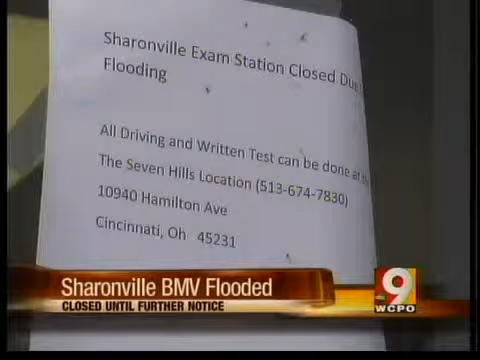 Sharonville Exam Station Closed Due
Flooding
All Driving and Written Test can be done at
The Seven Hills Location (513-674-7830)
10940 Hamilton Ave
Cincinnati, Oh 45231
Sharonville BMV Flooded
CLOSED UNTIL FURTHER NOTICE
9
WCPO